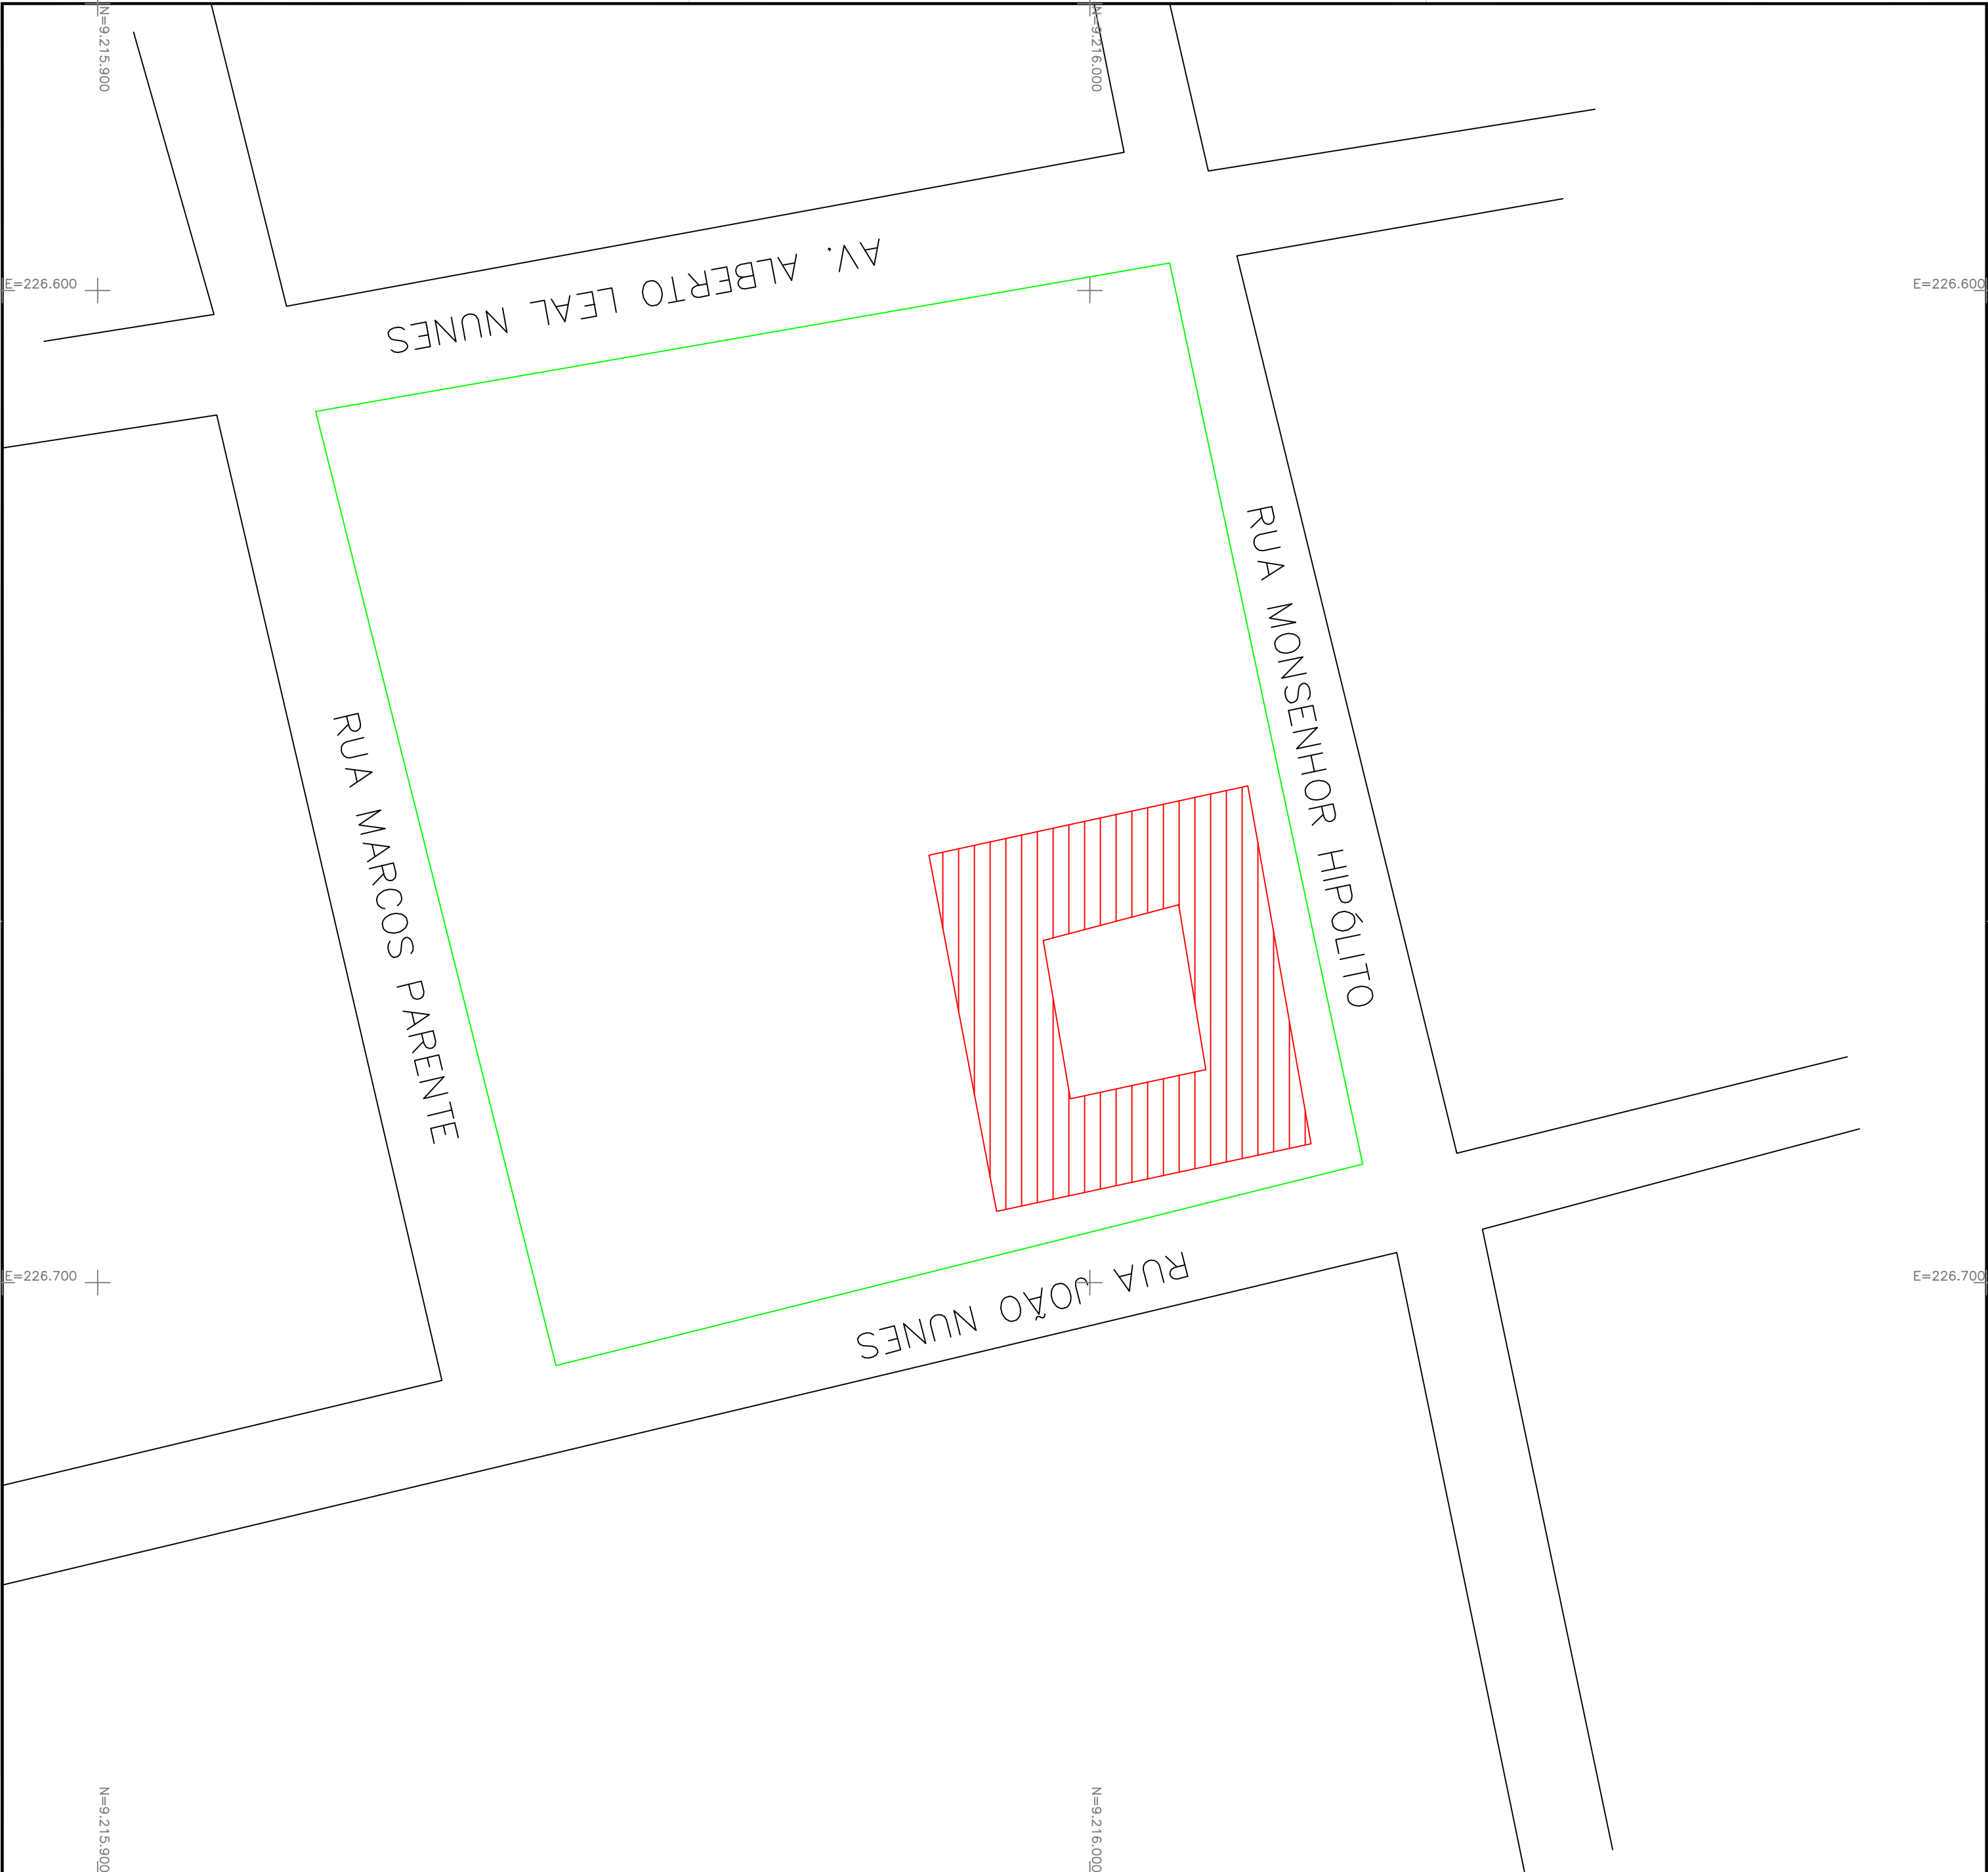 N=9.215.900
N=9.216.000
AV. ALBERTO LEAL NUNES
E=226.600
E=226.600
RUA MONSENHOR HIPÓLITO
RUA MARCOS PARENTE
RUA JOÃO NUNES
E=226.700
E=226.700
N=9.215.900
N=9.216.000